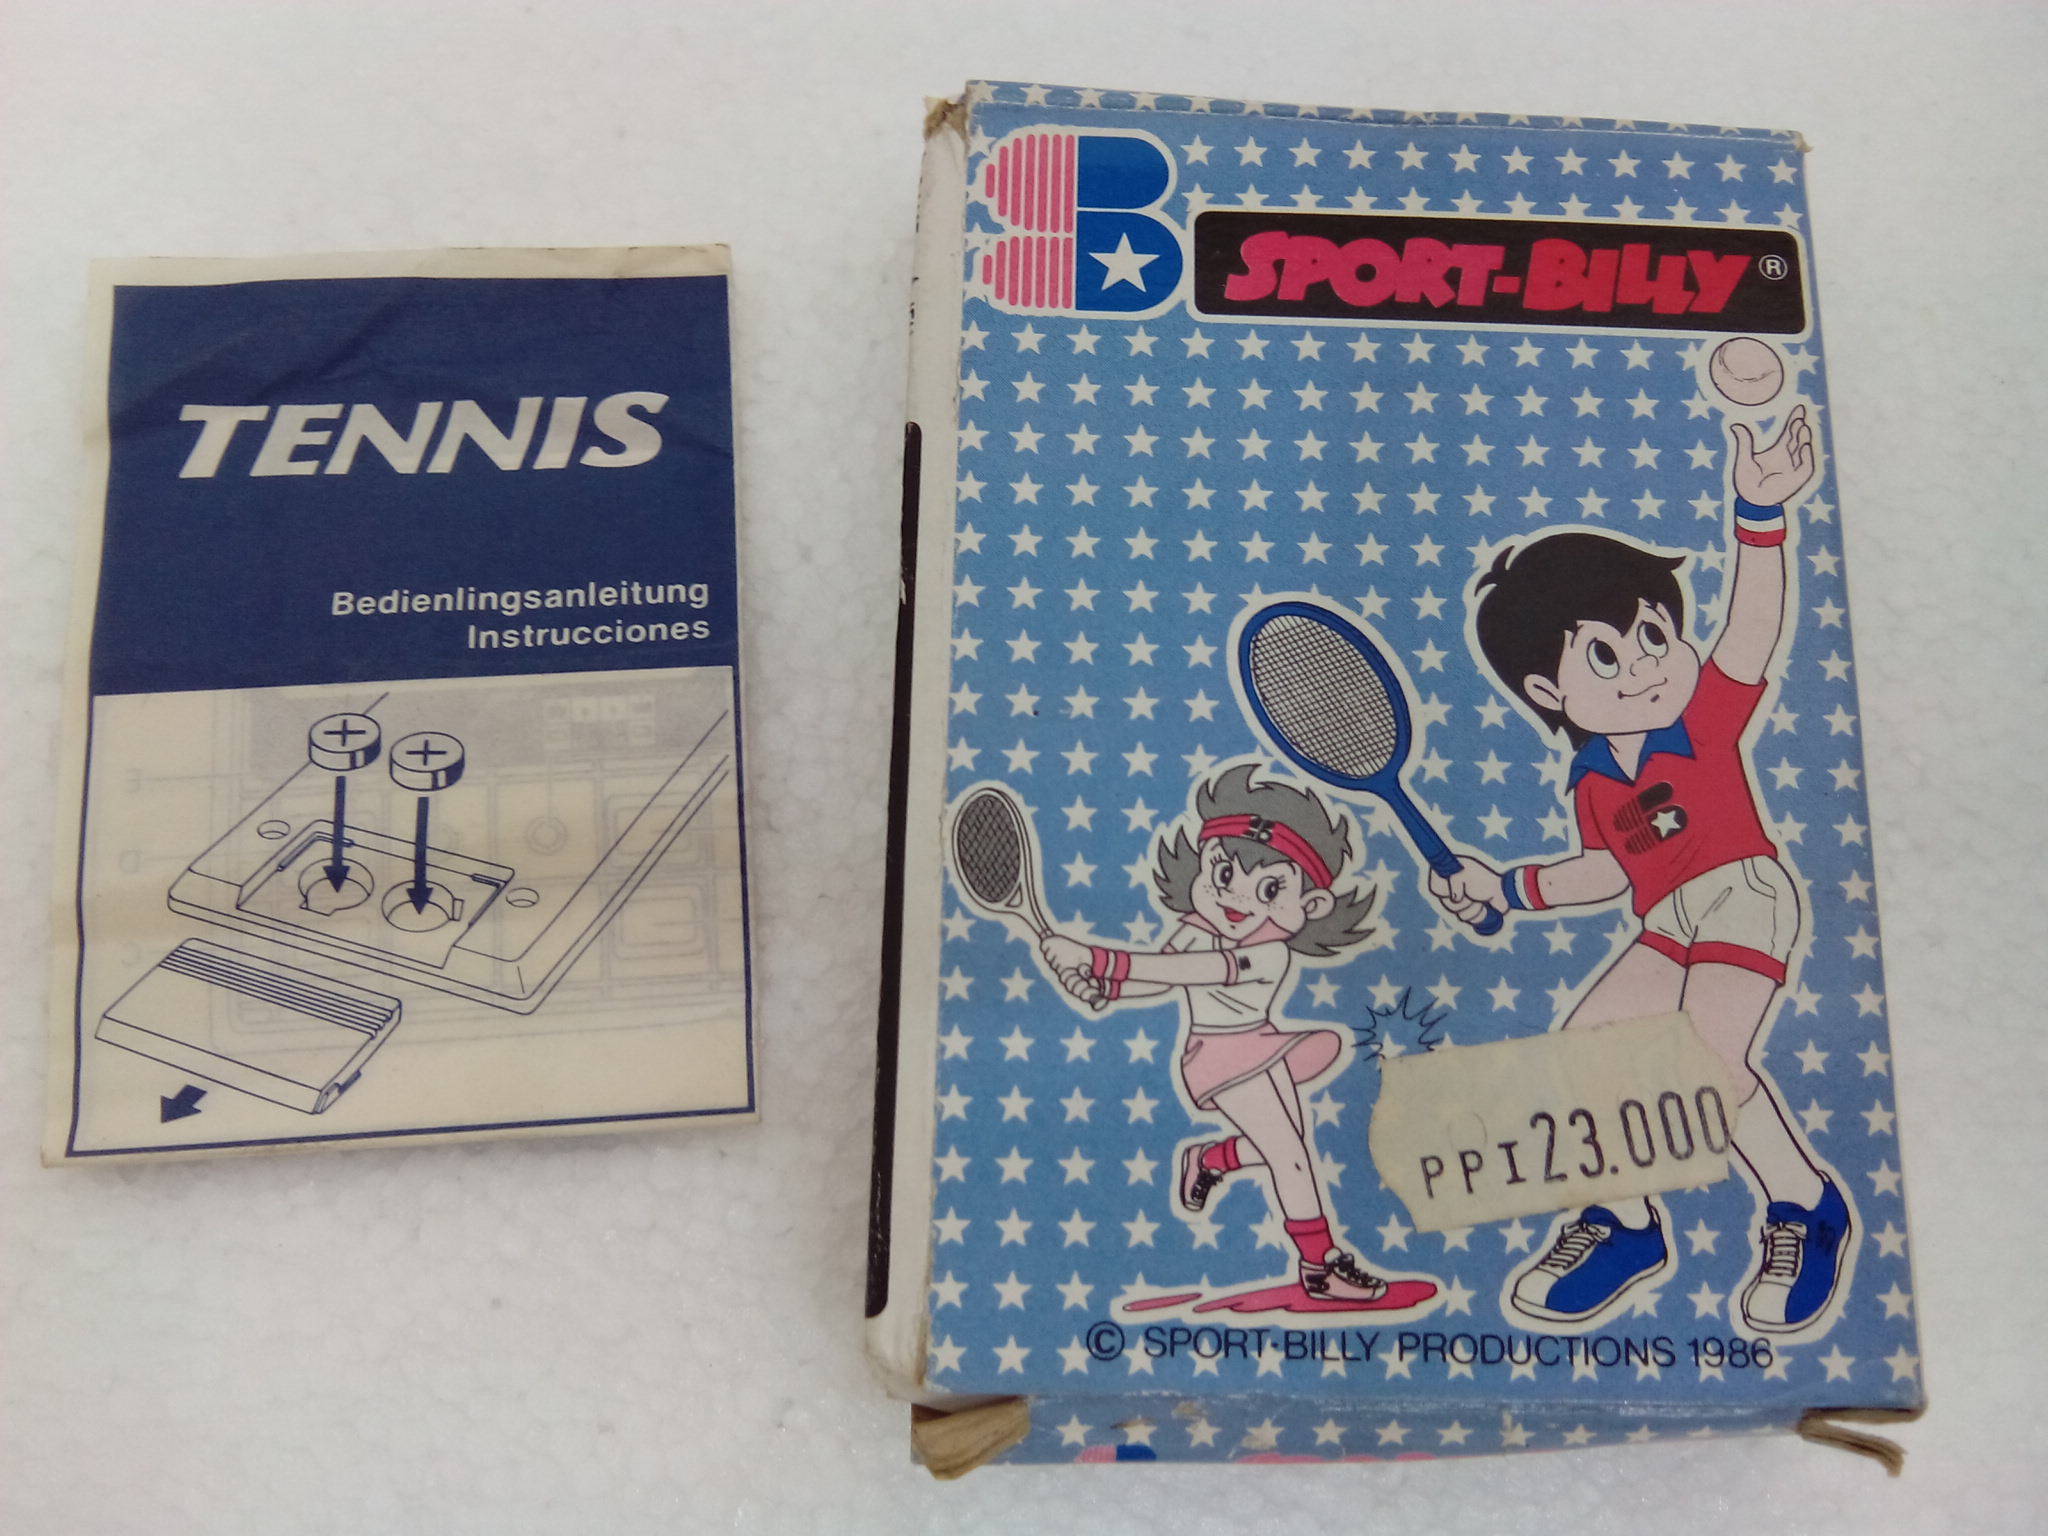 TENNIS
Bedienlingsanleitung
Instrucciones
SPORT-BILLY®
PPI23.000
© SPORT·BILLY PRODUCTIONS 1986